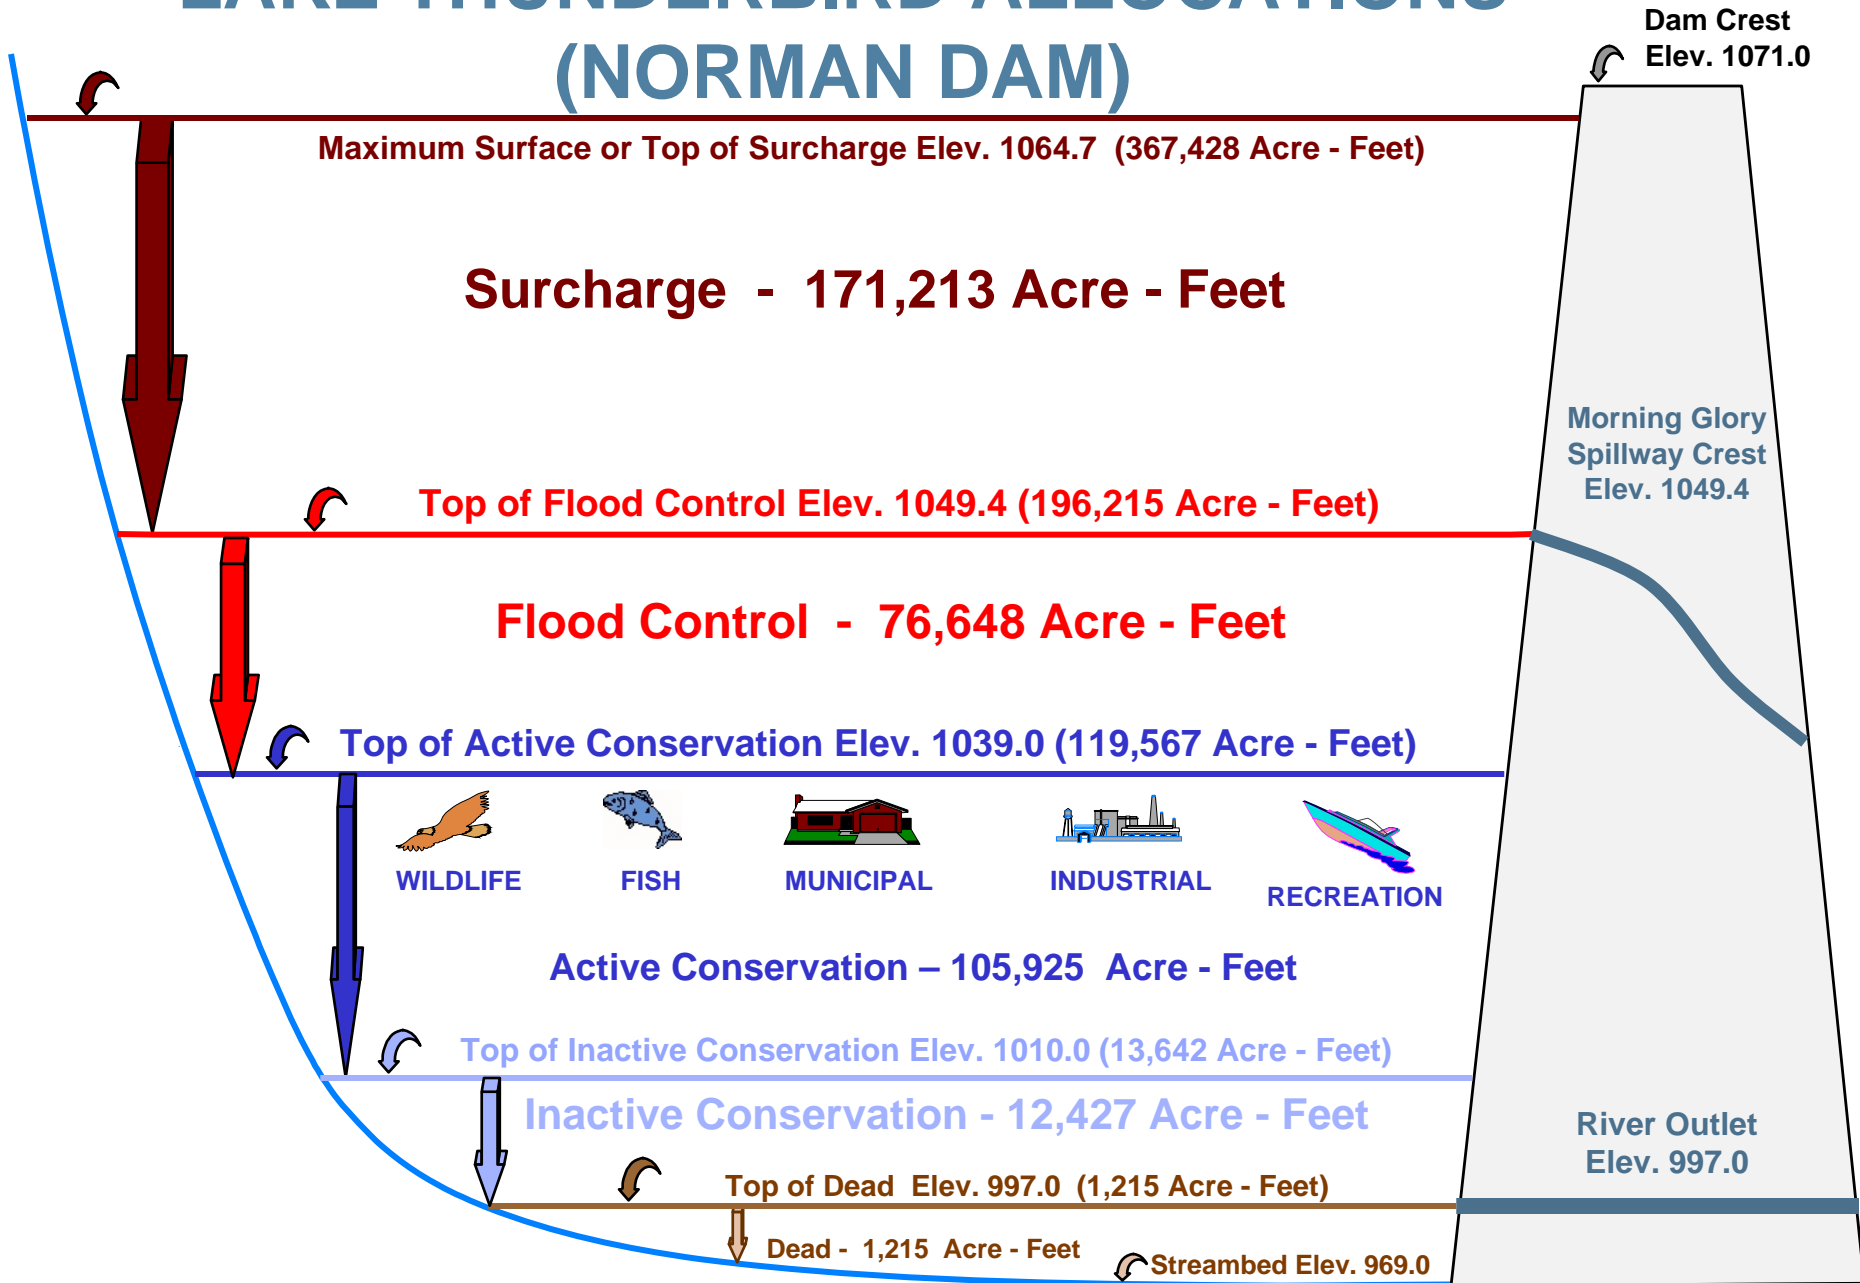 LAKE THUNDERBIRD ALLOCATIONS
(NORMAN DAM)
Dam Crest
Elev. 1071.0
Maximum Surface or Top of Surcharge Elev. 1064.7 (367,428 Acre - Feet)
Surcharge - 171,213 Acre - Feet
Morning Glory
Spillway Crest
Elev. 1049.4
Top of Flood Control Elev. 1049.4 (196,215 Acre - Feet)
Flood Control - 76,648 Acre - Feet
Top of Active Conservation Elev. 1039.0 (119,567 Acre - Feet)
WILDLIFE FISH MUNICIPAL INDUSTRIAL RECREATION
Active Conservation – 105,925 Acre - Feet
Top of Inactive Conservation Elev. 1010.0 (13,642 Acre - Feet)
Inactive Conservation - 12,427 Acre - Feet
River Outlet
Elev. 997.0
Top of Dead Elev. 997.0 (1,215 Acre - Feet)
Dead - 1,215 Acre - Feet
Streambed Elev. 969.0